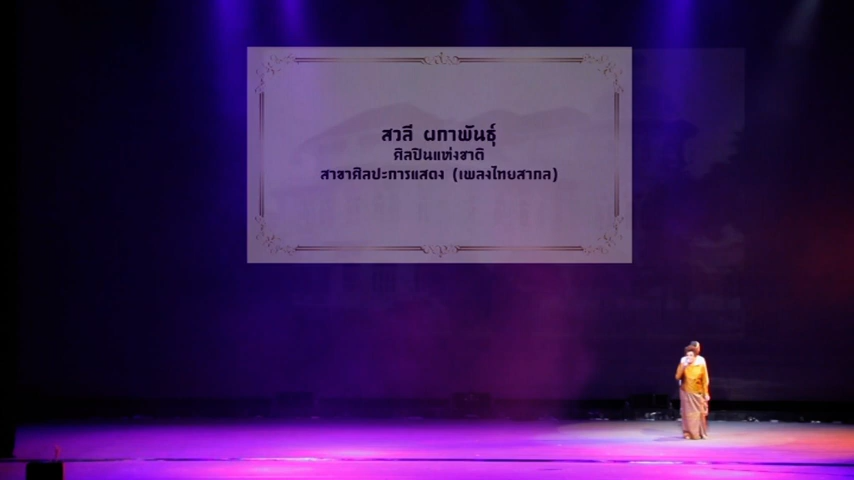 สวลี ผกาพันธุ์
ศิลปินแห่งชาติ
สาขาศิลปะการแสดง (เพลงไทยสากล)